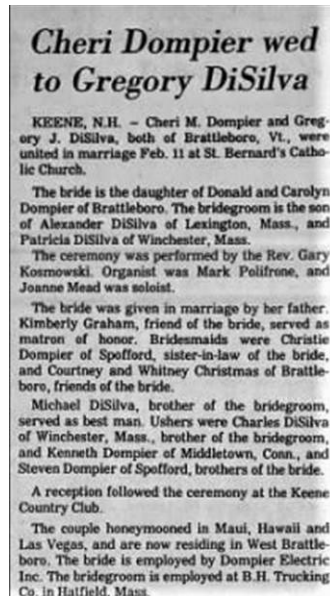 Cheri Dompier wed
to Gregory DiSilva
KEENE, N.H. – Cheri M. Dompier and Greg-
ory J. DiSilva, both of Brattleboro, Vt., were
united in marriage Feb. 11 at St. Bernard's Catho-
lic Church.
The bride is the daughter of Donald and Carolyn
Dompier of Brattleboro. The bridegroom is the son
of Alexander DiSilva of Lexington, Mass., and
Patricia DiSilva of Winchester, Mass.
The ceremony was performed by the Rev. Gary
Kosmowski. Organist was Mark Polifrone, and
Joanne Mead was soloist.
The bride was given in marriage by her father.
Kimberly Graham, friend of the bride, served as
matron of honor. Bridesmaids were Christie
Dompier of Spofford, sister-in-law of the bride,
and Courtney and Whitney Christmas of Brattle-
boro, friends of the bride.
Michael DiSilva, brother of the bridegroom,
served as best man. Ushers were Charles DiSilva
of Winchester, Mass., brother of the bridegroom,
and Kenneth Dompier of Middletown, Conn., and
Steven Dompier of Spofford, brothers of the bride.
A reception followed the ceremony at the Keene
Country Club.
The couple honeymooned in Maui, Hawaii and
Las Vegas, and are now residing in West Brattle-
boro. The bride is employed by Dompier Electric
Inc. The bridegroom is employed at B.H. Trucking
Co. in Hatfield, Mass.